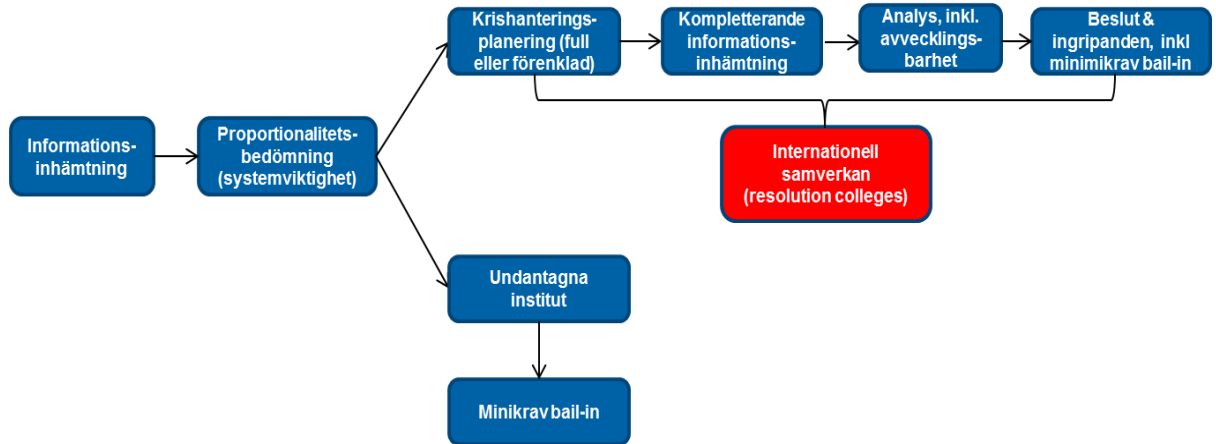 Informations-
inhämtning
Proportionalitets-
bedömning
(systemviktighet)
Krishanterings-
planering (full
eller förenklad)
Kompletterande
informations-
inhämtning
Analys, inkl.
avvecklings-
barhet
Beslut &
ingripanden, inkl
minimikrav bail-in
Internationell
samverkan
(resolution colleges)
Undantagna
institut
Minikrav bail-in